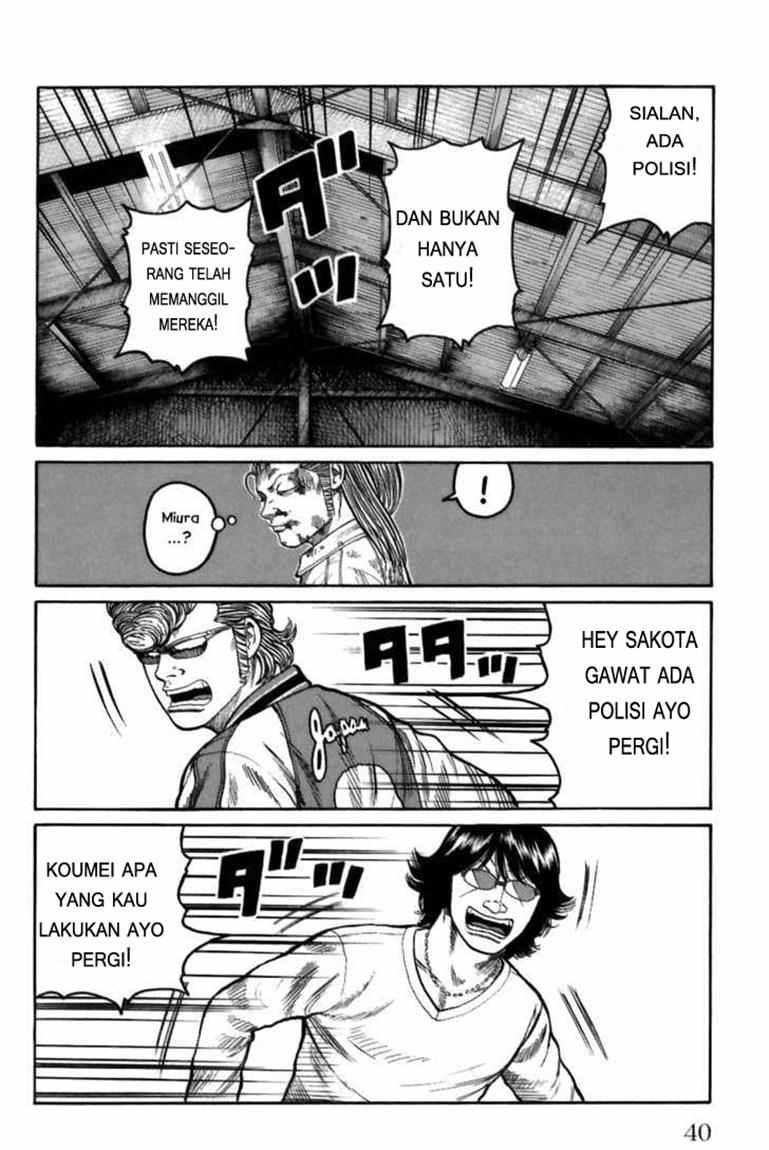 SIALAN,
ADA
POLISI!
DAN BUKAN
HANYA
SATU!
PASTI SESEO-
RANG TELAH
MEMANGGIL
MEREKA!
ダッ
!
Miura
...?
HEY SAKOTA
GAWAT ADA
POLISI AYO
PERGI!
タタッ
Japan
KOUMEI APA
YANG KAU
LAKUKAN AYO
PERGI!
ダッ
40